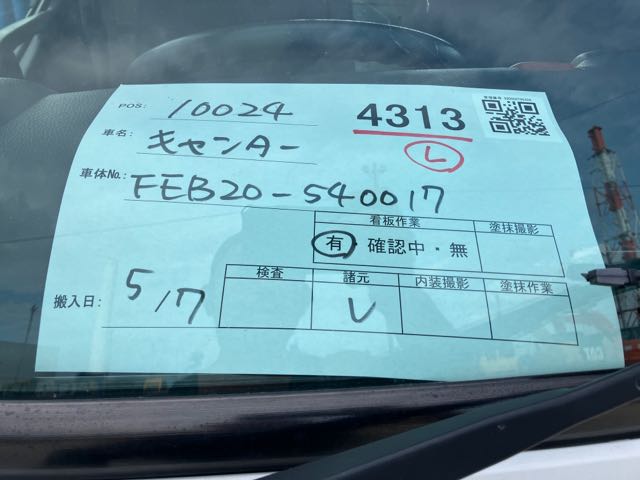 POS: 10024
4313
L
車名: キャンター
車体No.: FEB20-540017
看板作業 塗抹撮影
有・確認中・無
搬入日: 5/17
検査 諸元 内装撮影 塗抹作業
レ